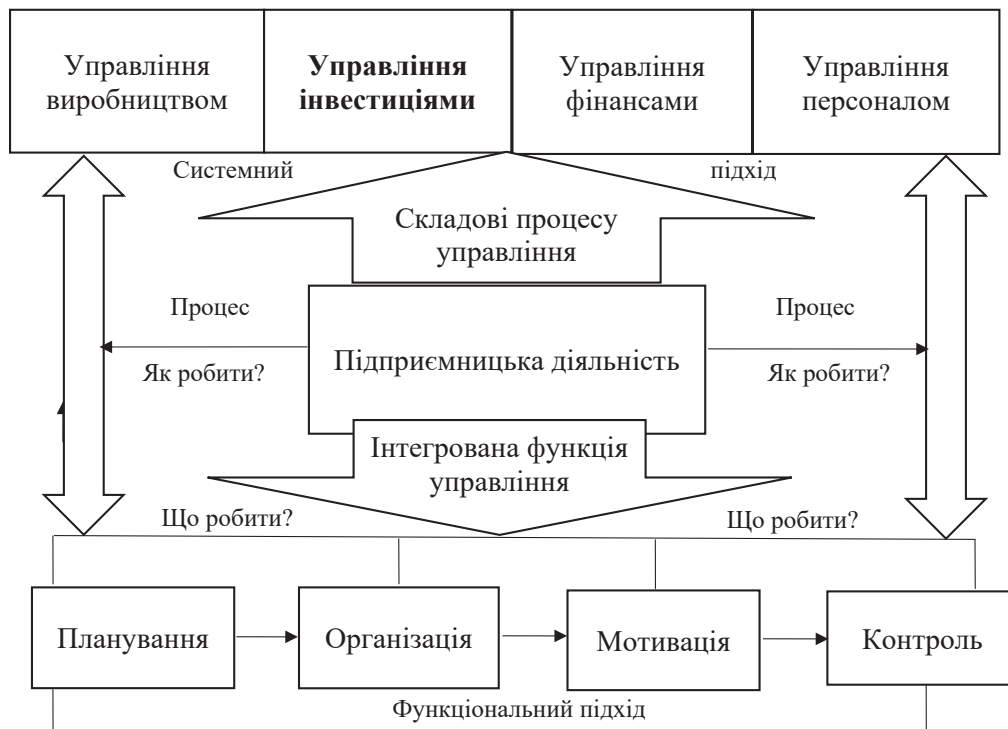 Управління
виробництвом
Управління
інвестиціями
Управління
фінансами
Управління
персоналом
Системний
підхід
Складові процесу
управління
Процес
Процес
Підприємницька діяльність
Як робити?
Як робити?
Інтегрована функція
управління
Що робити?
Що робити?
Планування
Організація
Мотивація
Контроль
Функціональний підхід